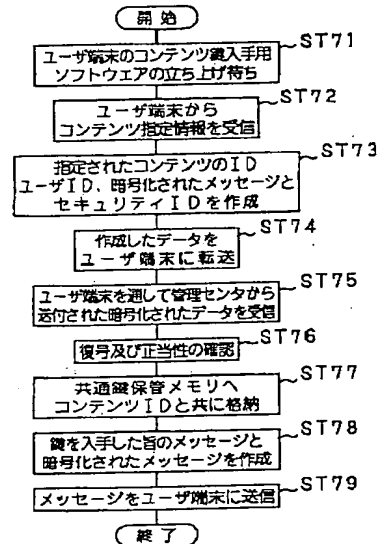 開始
ST71
ユーザ端末のコンテンツ鍵入手用
ソフトウェアの立ち上げ待ち
ST72
ユーザ端末から
コンテンツ指定情報を受信
ST73
指定されたコンテンツのID
ユーザID、暗号化されたメッセージと
セキュリティIDを作成
ST74
作成したデータを
ユーザ端末に転送
ST75
ユーザ端末を通して管理センタから
送付された暗号化されたデータを受信
ST76
復号及び正当性の確認
ST77
共通鍵保管メモリへ
コンテンツIDと共に格納
ST78
鍵を入手した旨のメッセージと
暗号化されたメッセージを作成
ST79
メッセージをユーザ端末に送信
終了